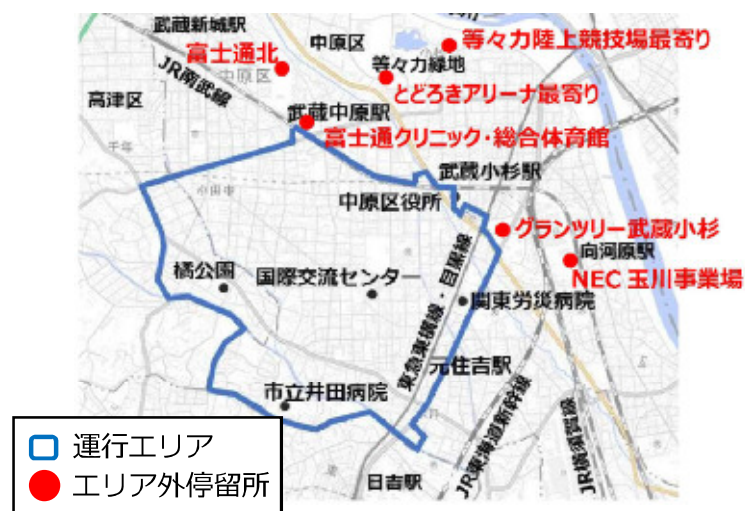 武蔵新城駅
中原区
等々力陸上競技場最寄り
富士通北
中原区
等々力緑地
JR南武線
とどろきアリーナ最寄り
高津区
武蔵中原駅
富士通クリニック・総合体育館
千年
武蔵小杉駅
小田中
中原区役所
グランツリー武蔵小杉
向河原駅
橘公園
国際交流センター
NEC 玉川事業場
関東労災病院
東急東横線・目黒線
元住吉駅
市立井田病院
JR東海道新幹線
JR横須賀線
日吉駅
運行エリア
エリア外停留所